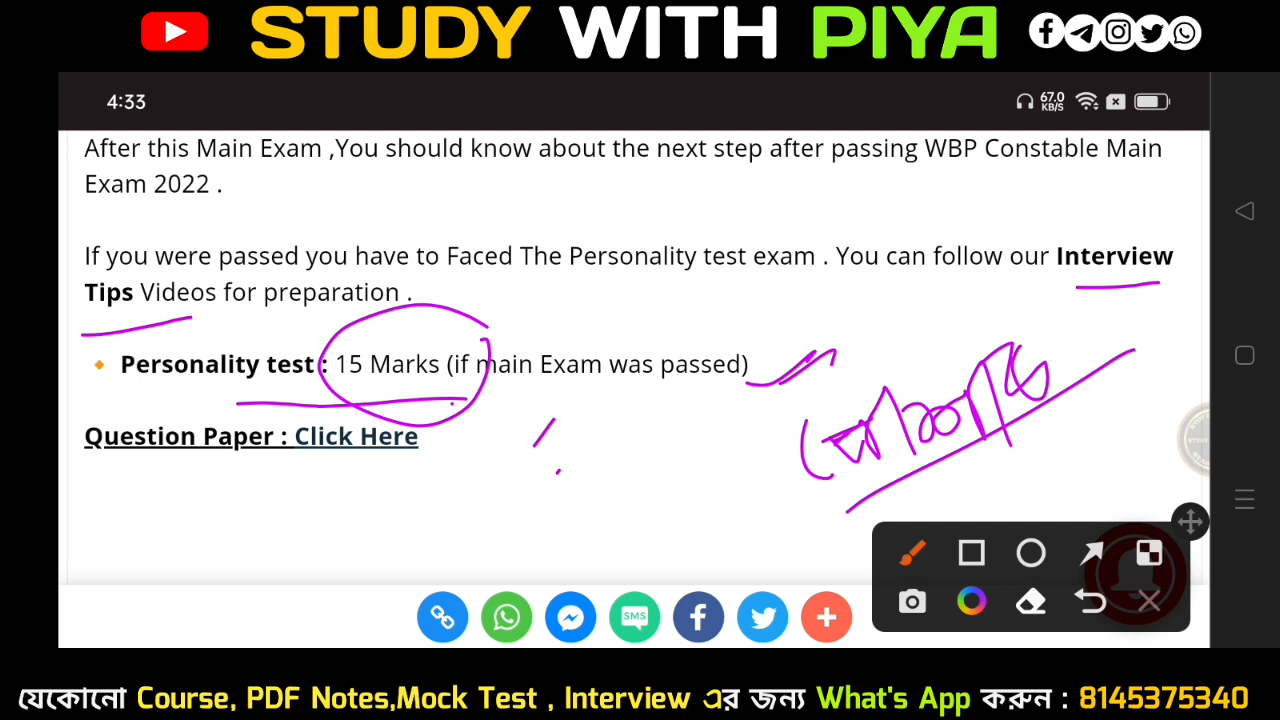 STUDY WITH PIYA
4:33
67.0
KB/S
After this Main Exam ,You should know about the next step after passing WBP Constable Main
Exam 2022 .
If you were passed you have to Faced The Personality test exam . You can follow our Interview
Tips Videos for preparation .
Personality test : 15 Marks (if main Exam was passed)
Question Paper : Click Here
SMS
যেকোনো Course, PDF Notes,Mock Test , Interview এর জন্য What's App করুন : 8145375340